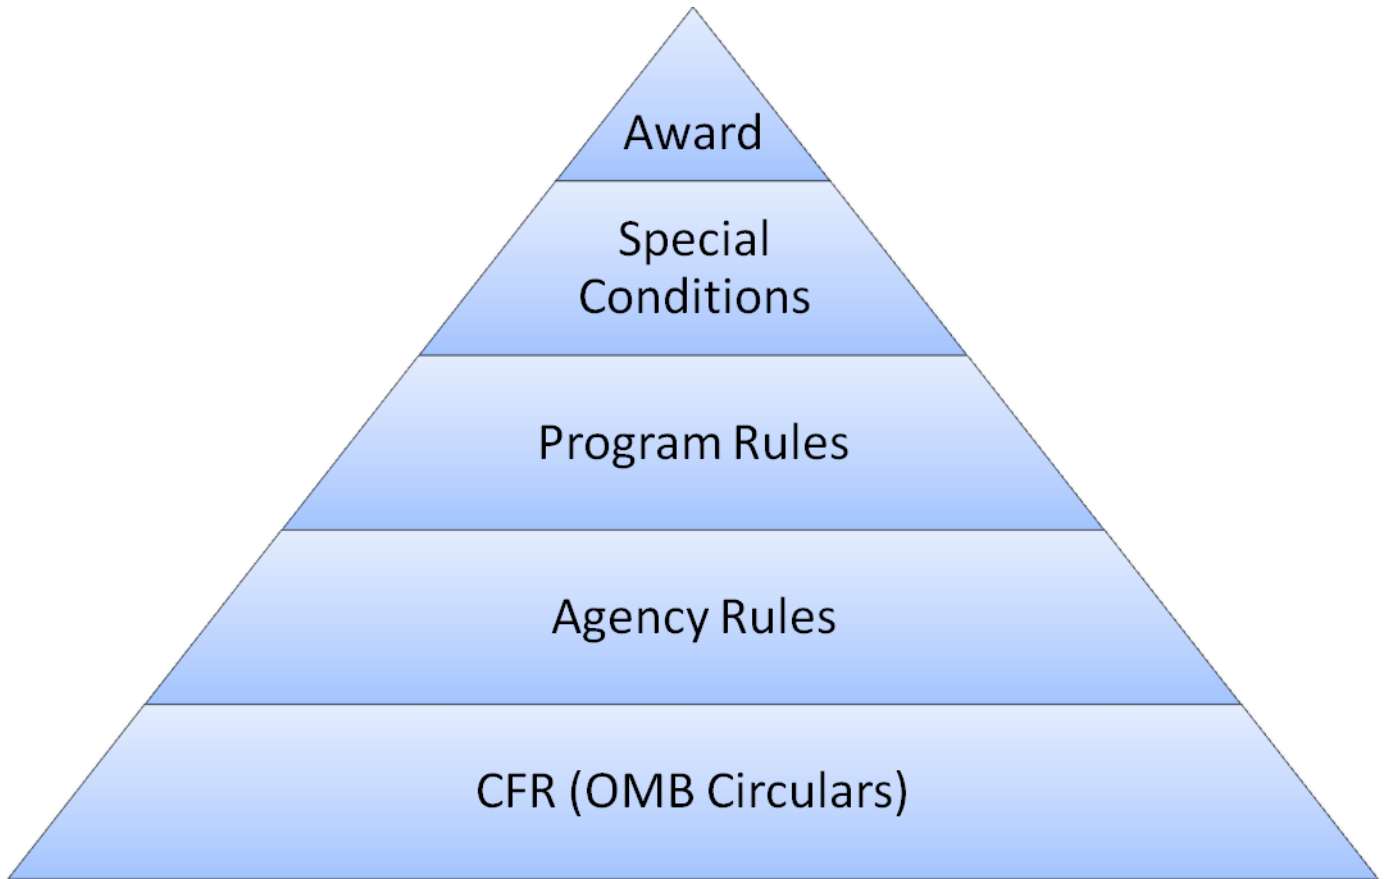 Award
Special
Conditions
Program Rules
Agency Rules
CFR (OMB Circulars)